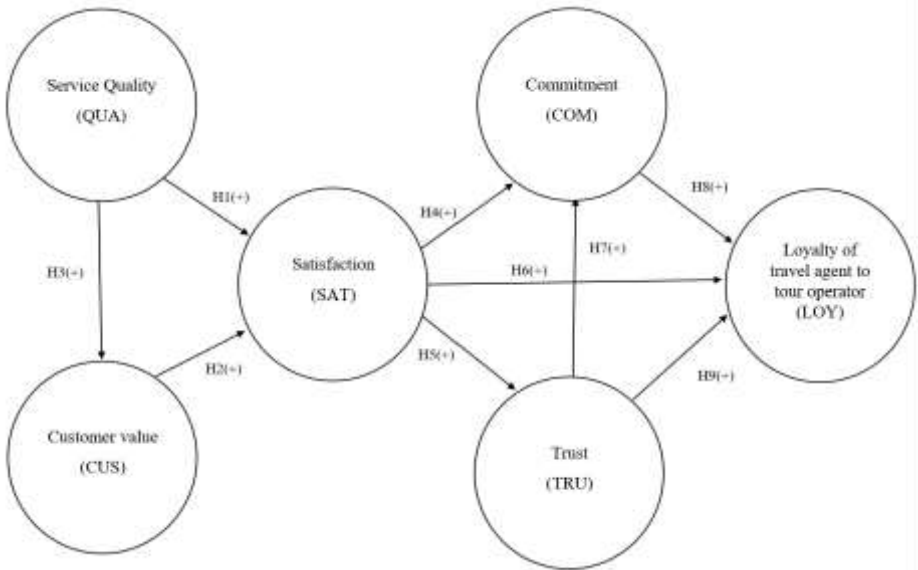 Service Quality
(QUA)
Commitment
(COM)
H1(+)
H4(+)
H8(+)
H3(+)
Satisfaction
(SAT)
H6(+)
H7(+)
Loyalty of
travel agent to
tour operator
(LOY)
H2(+)
H5(+)
H9(+)
Customer value
(CUS)
Trust
(TRU)